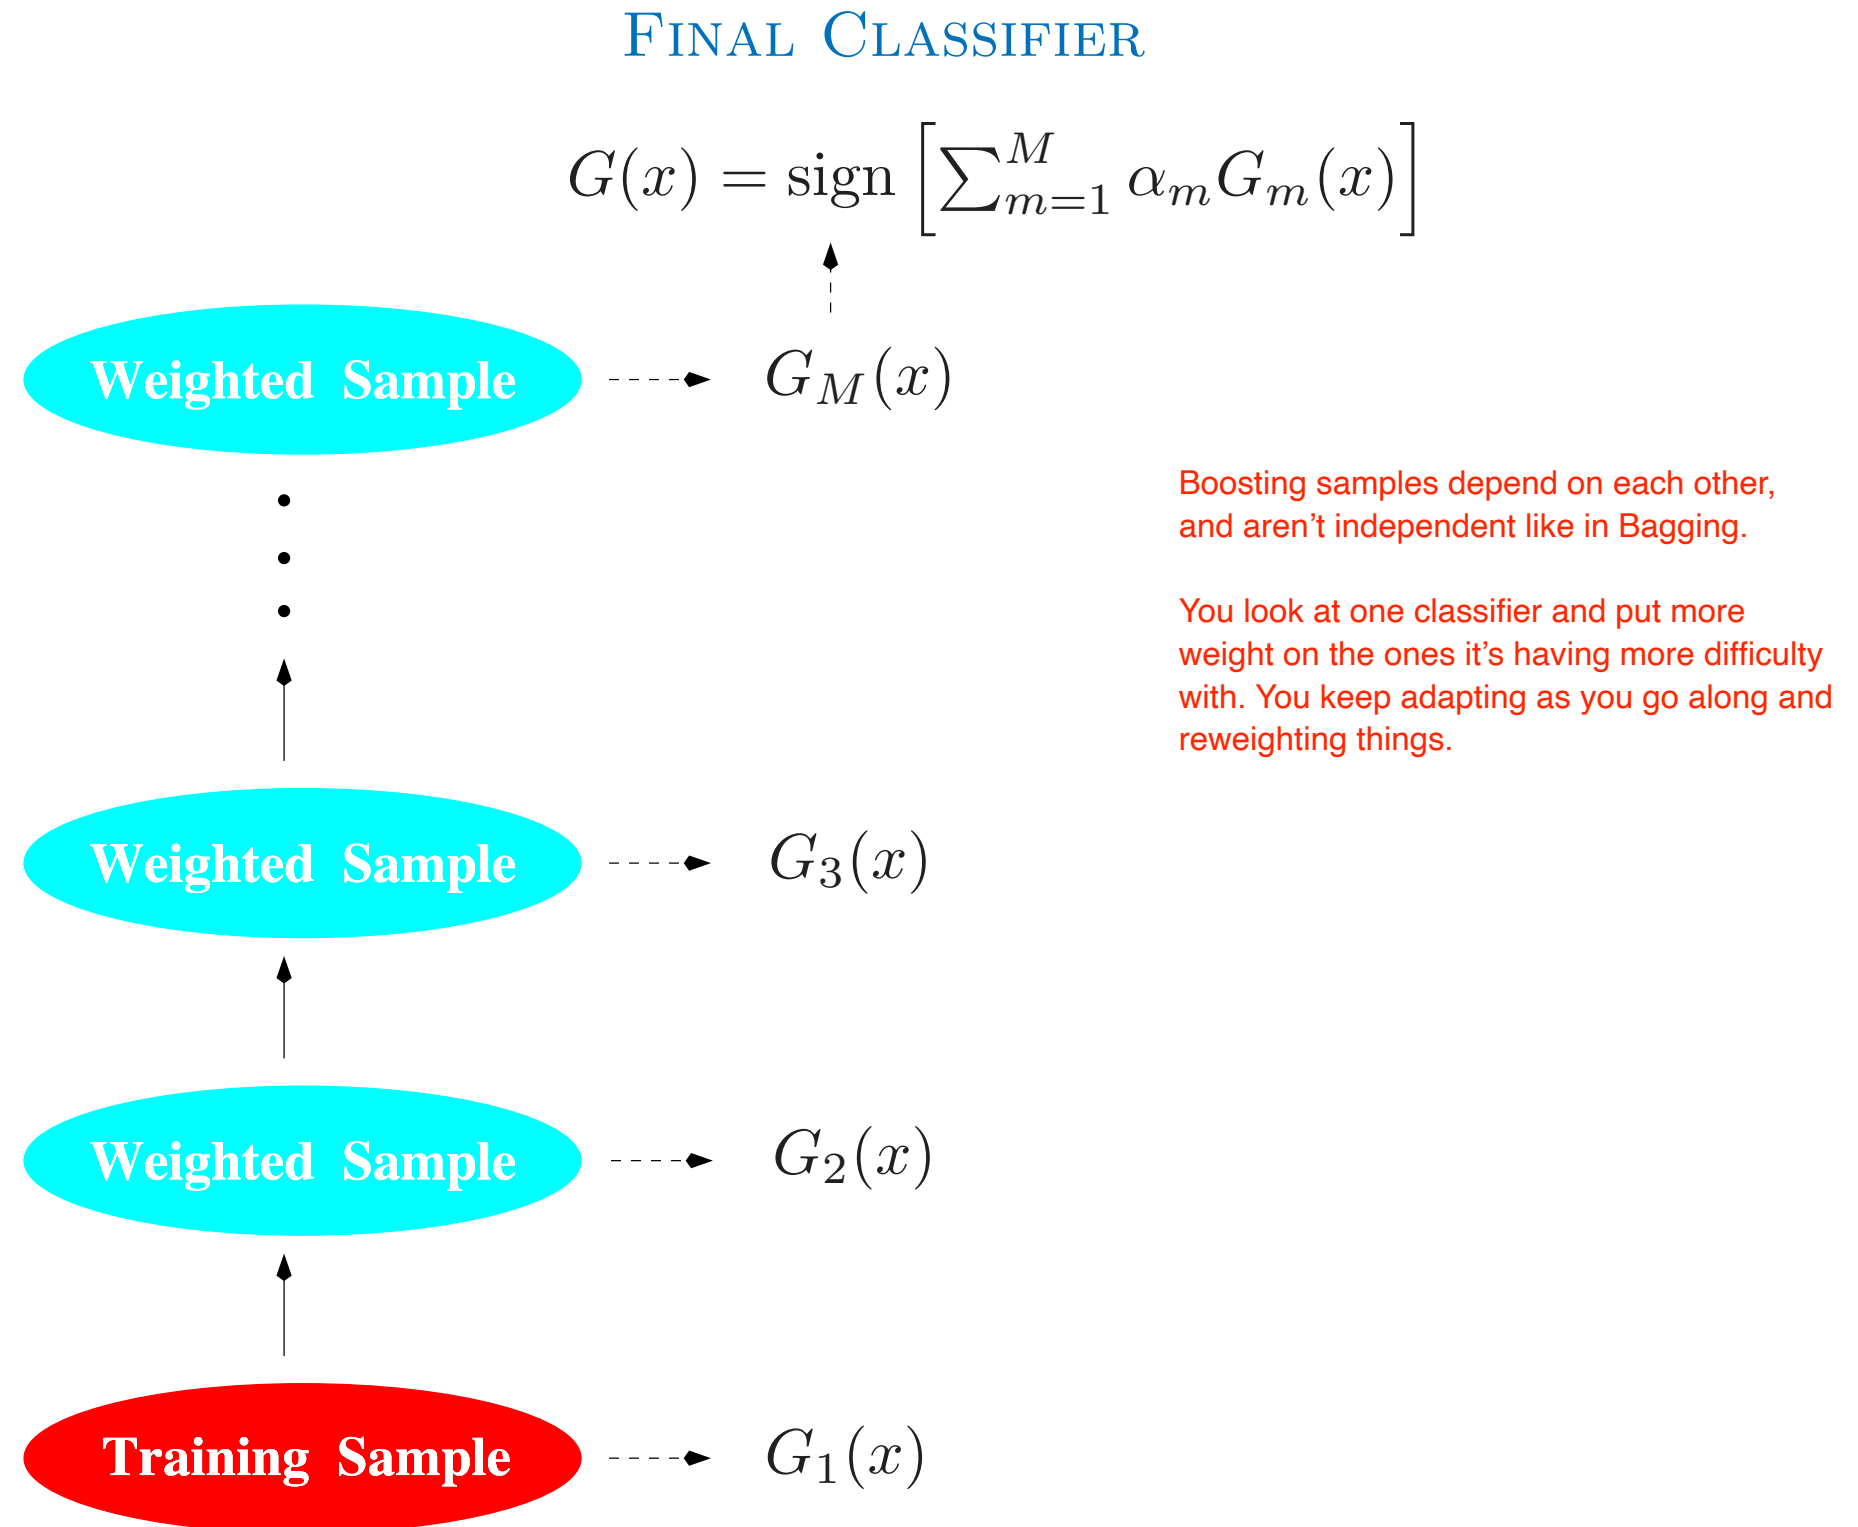 FINAL CLASSIFIER
G(x) = sign [∑_{m=1}^{M} α_m G_m(x)]
Weighted Sample
G_M(x)
Boosting samples depend on each other,
and aren’t independent like in Bagging.
You look at one classifier and put more
weight on the ones it’s having more difficulty
with. You keep adapting as you go along and
reweighting things.
Weighted Sample
G_3(x)
Weighted Sample
G_2(x)
Training Sample
G_1(x)